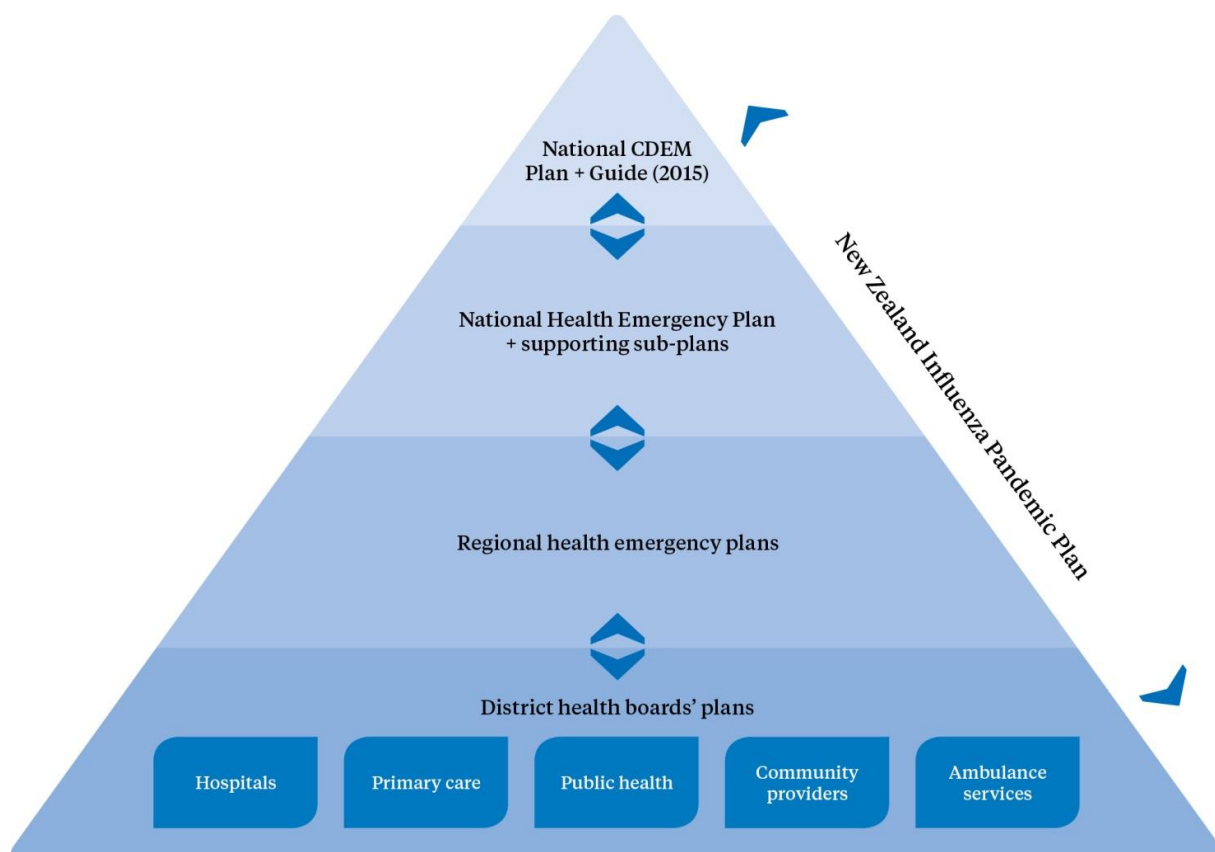 National CDEM
Plan + Guide (2015)
National Health Emergency Plan
+ supporting sub-plans
New Zealand Influenza Pandemic Plan
Regional health emergency plans
District health boards’ plans
Hospitals
Primary care
Public health
Community
providers
Ambulance
services